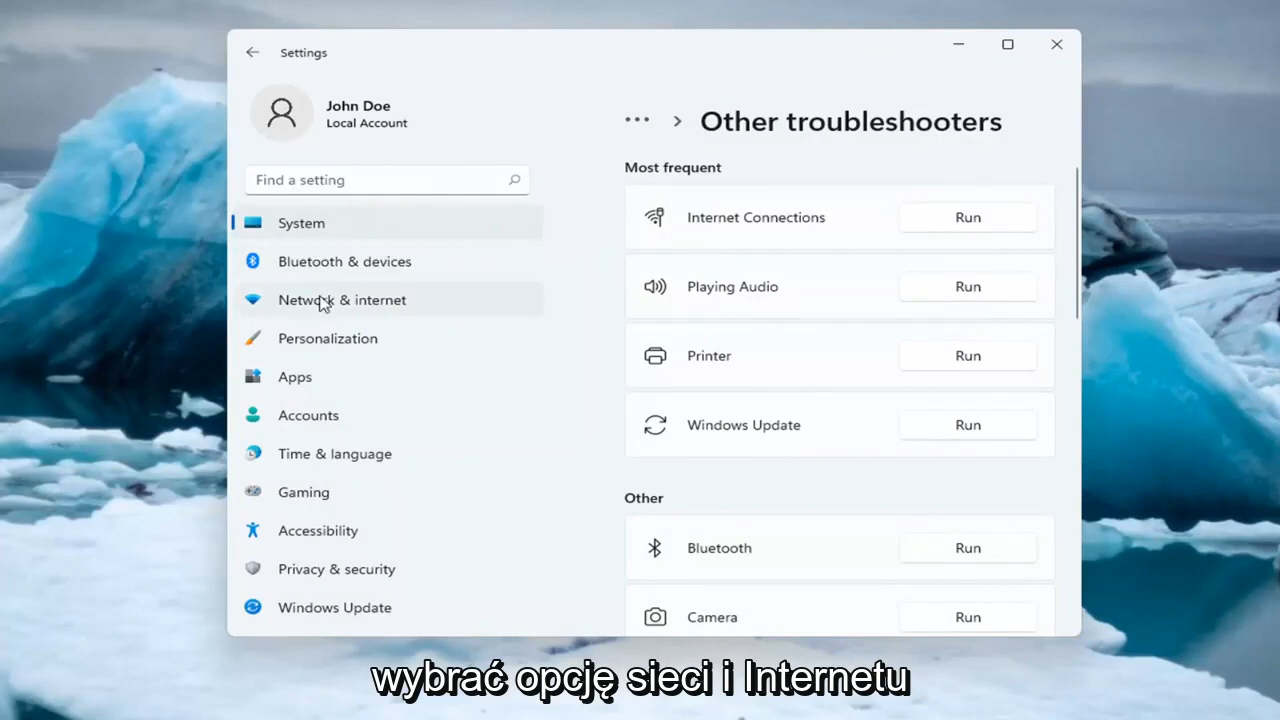 Settings
John Doe
Local Account
Find a setting
System
Bluetooth & devices
Network & internet
Personalization
Apps
Accounts
Time & language
Gaming
Accessibility
Privacy & security
Windows Update
Other troubleshooters
Most frequent
Internet Connections Run
Playing Audio Run
Printer Run
Windows Update Run
Other
Bluetooth Run
Camera Run
wybrać opcję sieci i Internetu